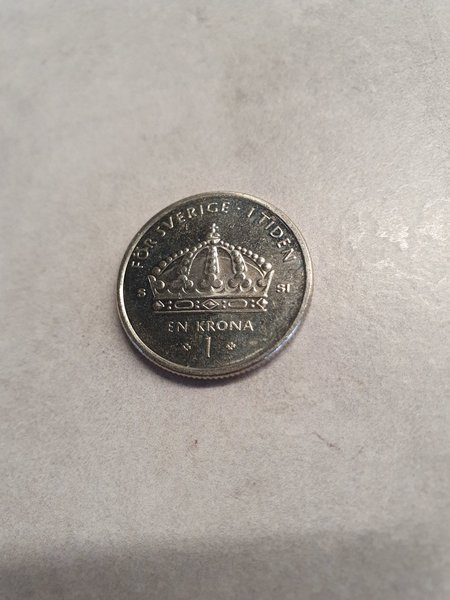 FÖR SVERIGE · I TIDEN
S SI
EN KRONA
1